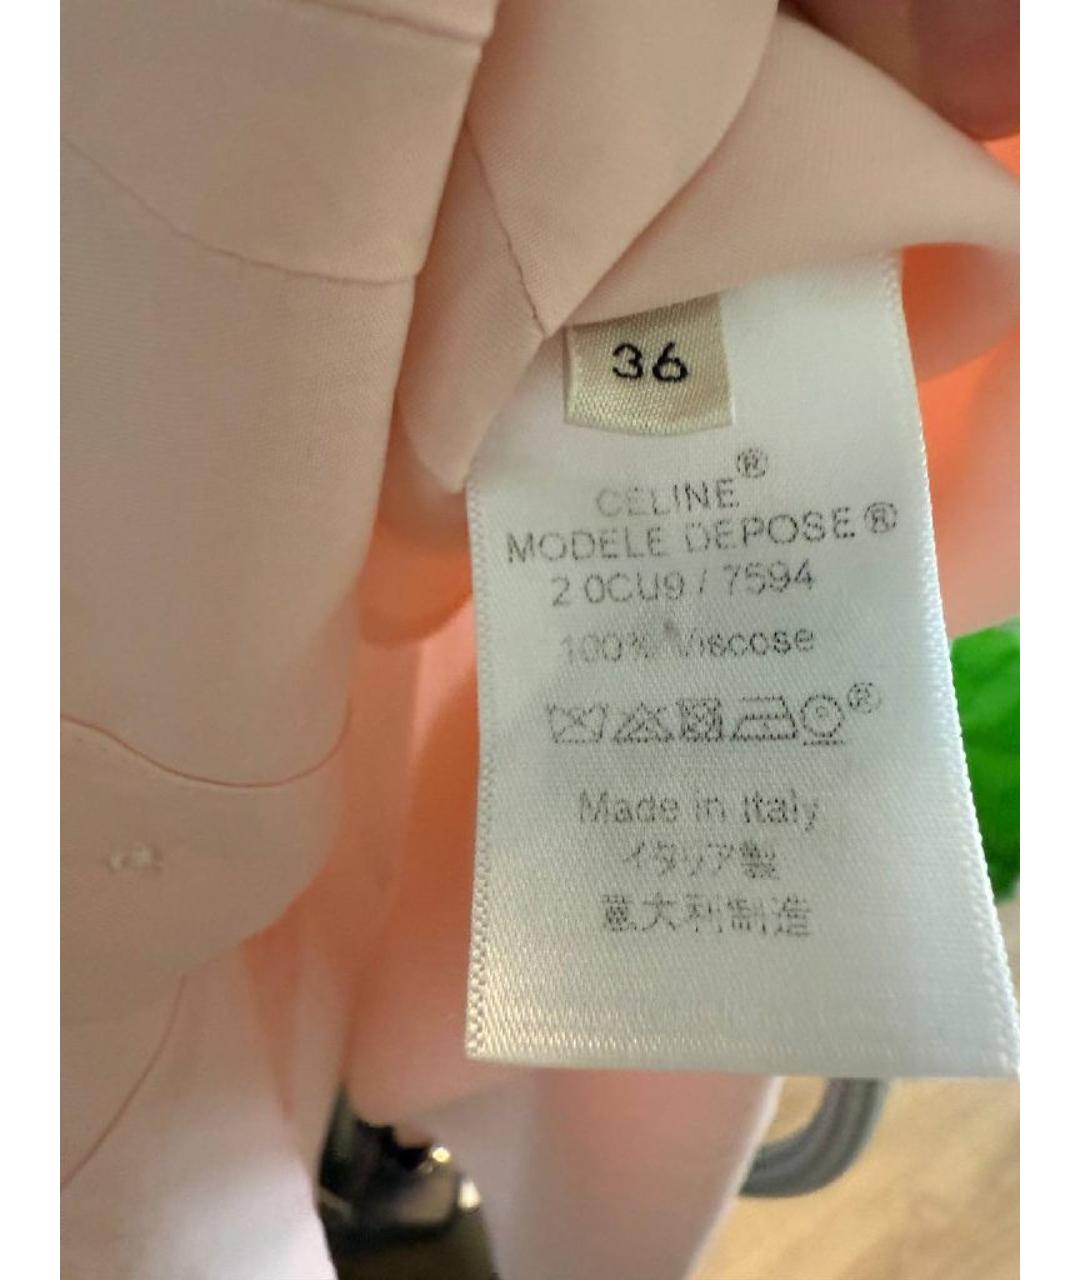 36
CELINE®
MODELE DEPOSE®
2 0CU9 / 7594
100% Viscose
®
Made in Italy
イタリア製
意大利制造